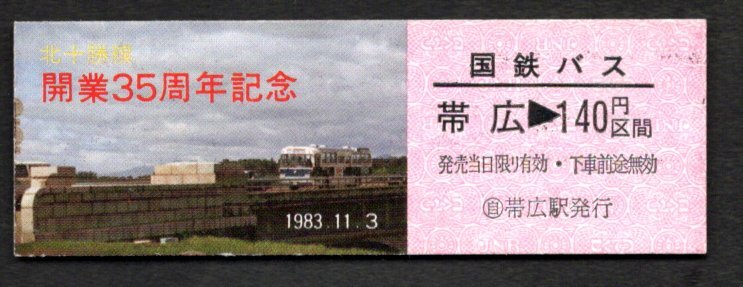 北十勝線
開業35周年記念
1983.11.3
国鉄バス
帯広▶140円区間
発売当日限り有効・下車前途無効
㊀帯広駅発行